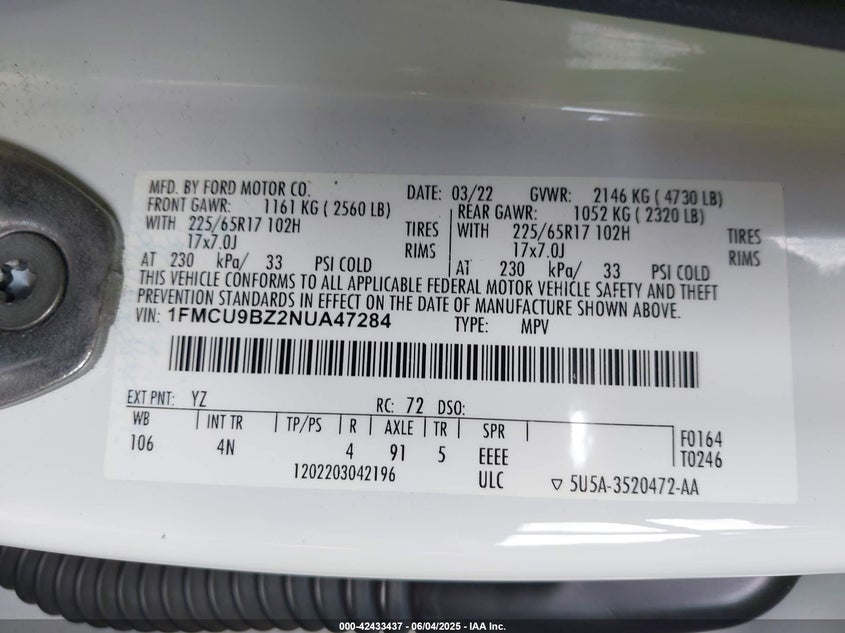 MFD. BY FORD MOTOR CO. DATE: 03/22 GVWR: 2146 KG ( 4730 LB)
FRONT GAWR: 1161 KG ( 2560 LB) REAR GAWR: 1052 KG ( 2320 LB)
WITH 225/65R17 102H TIRES WITH 225/65R17 102H TIRES
17x7.0J RIMS 17x7.0J RIMS
AT 230 kPa/ 33 PSI COLD AT 230 kPa/ 33 PSI COLD
THIS VEHICLE CONFORMS TO ALL APPLICABLE FEDERAL MOTOR VEHICLE SAFETY AND THEFT
PREVENTION STANDARDS IN EFFECT ON THE DATE OF MANUFACTURE SHOWN ABOVE.
VIN: 1FMCU9BZ2NUA47284 TYPE: MPV
EXT PNT: YZ RC: 72 DSO:
WB INT TR TP/PS R AXLE TR SPR F0164
106 4N 4 91 5 EEEE T0246
1202203042196 ULC ▽ 5U5A-3520472-AA
000-42433437 - 06/04/2025 - IAA Inc.